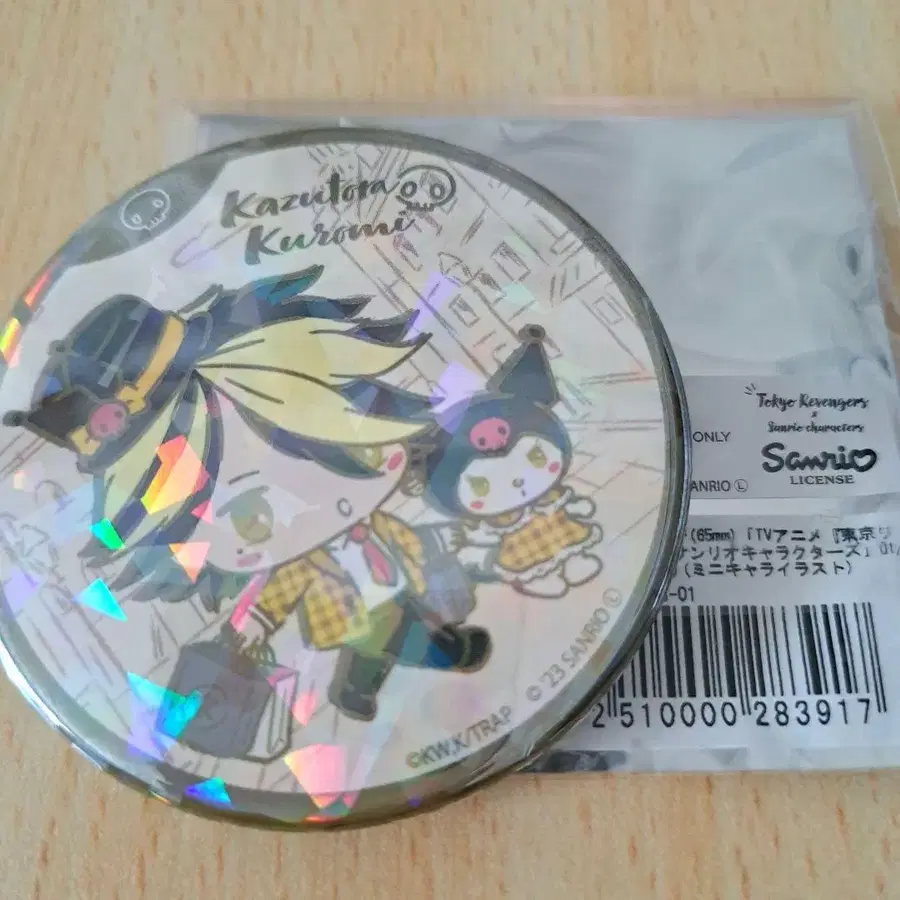 Kazutora
Kuromi
©KW.K/TRAP © '23 SANRIO Ⓛ
Tokyo Revengers
×
Sanrio characters
ONLY
Sanrio
LICENSE
ANRIO Ⓛ
(65mm) 「TVアニメ『東京リ
ンリオキャラクターズ」01/
(ミニキャライラスト)
-01
2510000283917